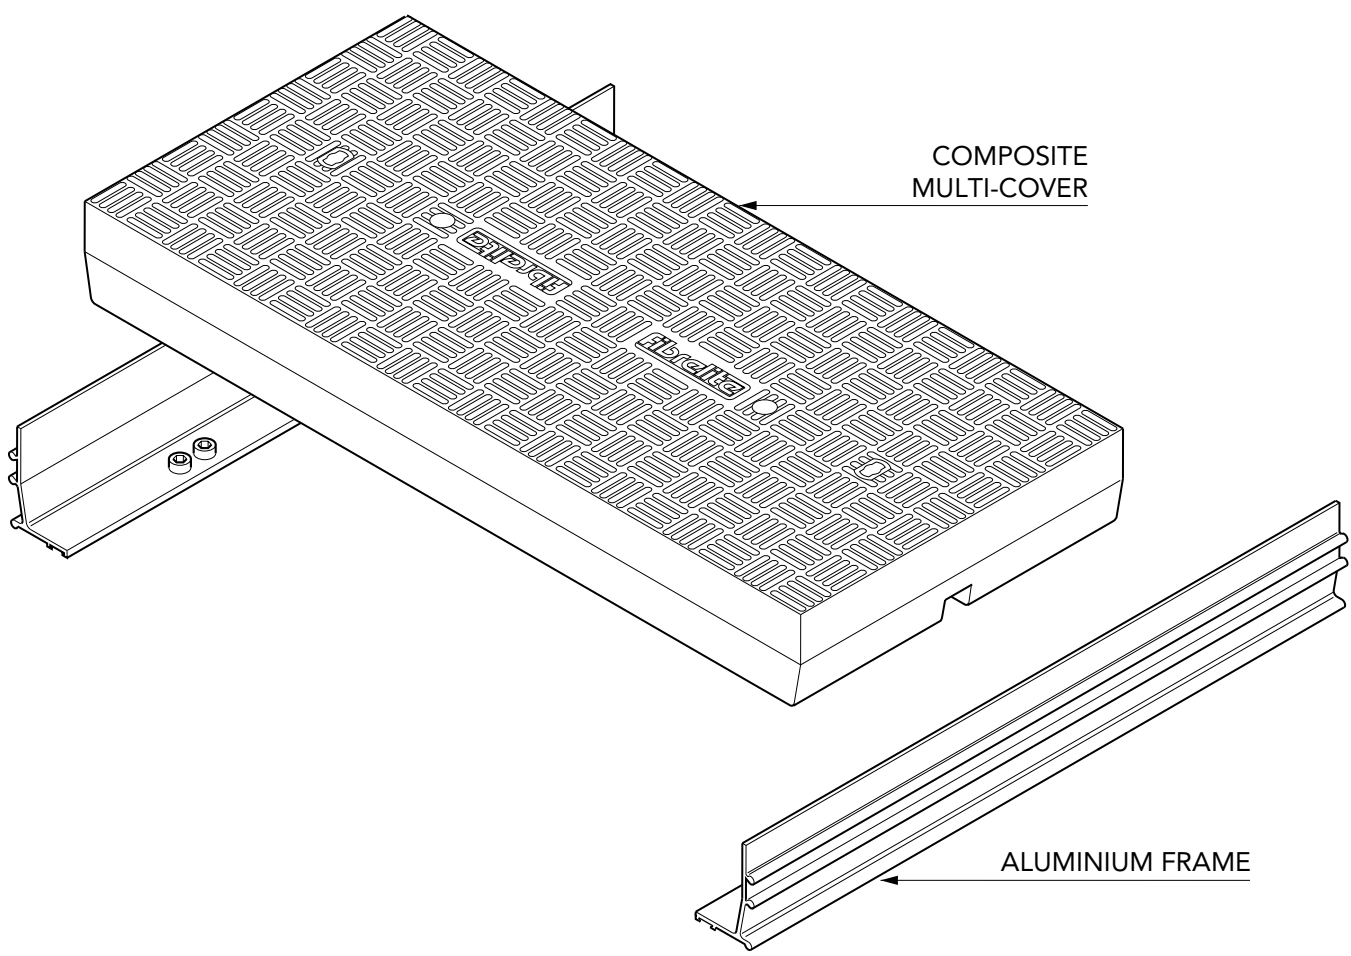 COMPOSITE
MULTI-COVER
fibrelite
fibrelite
ALUMINIUM FRAME